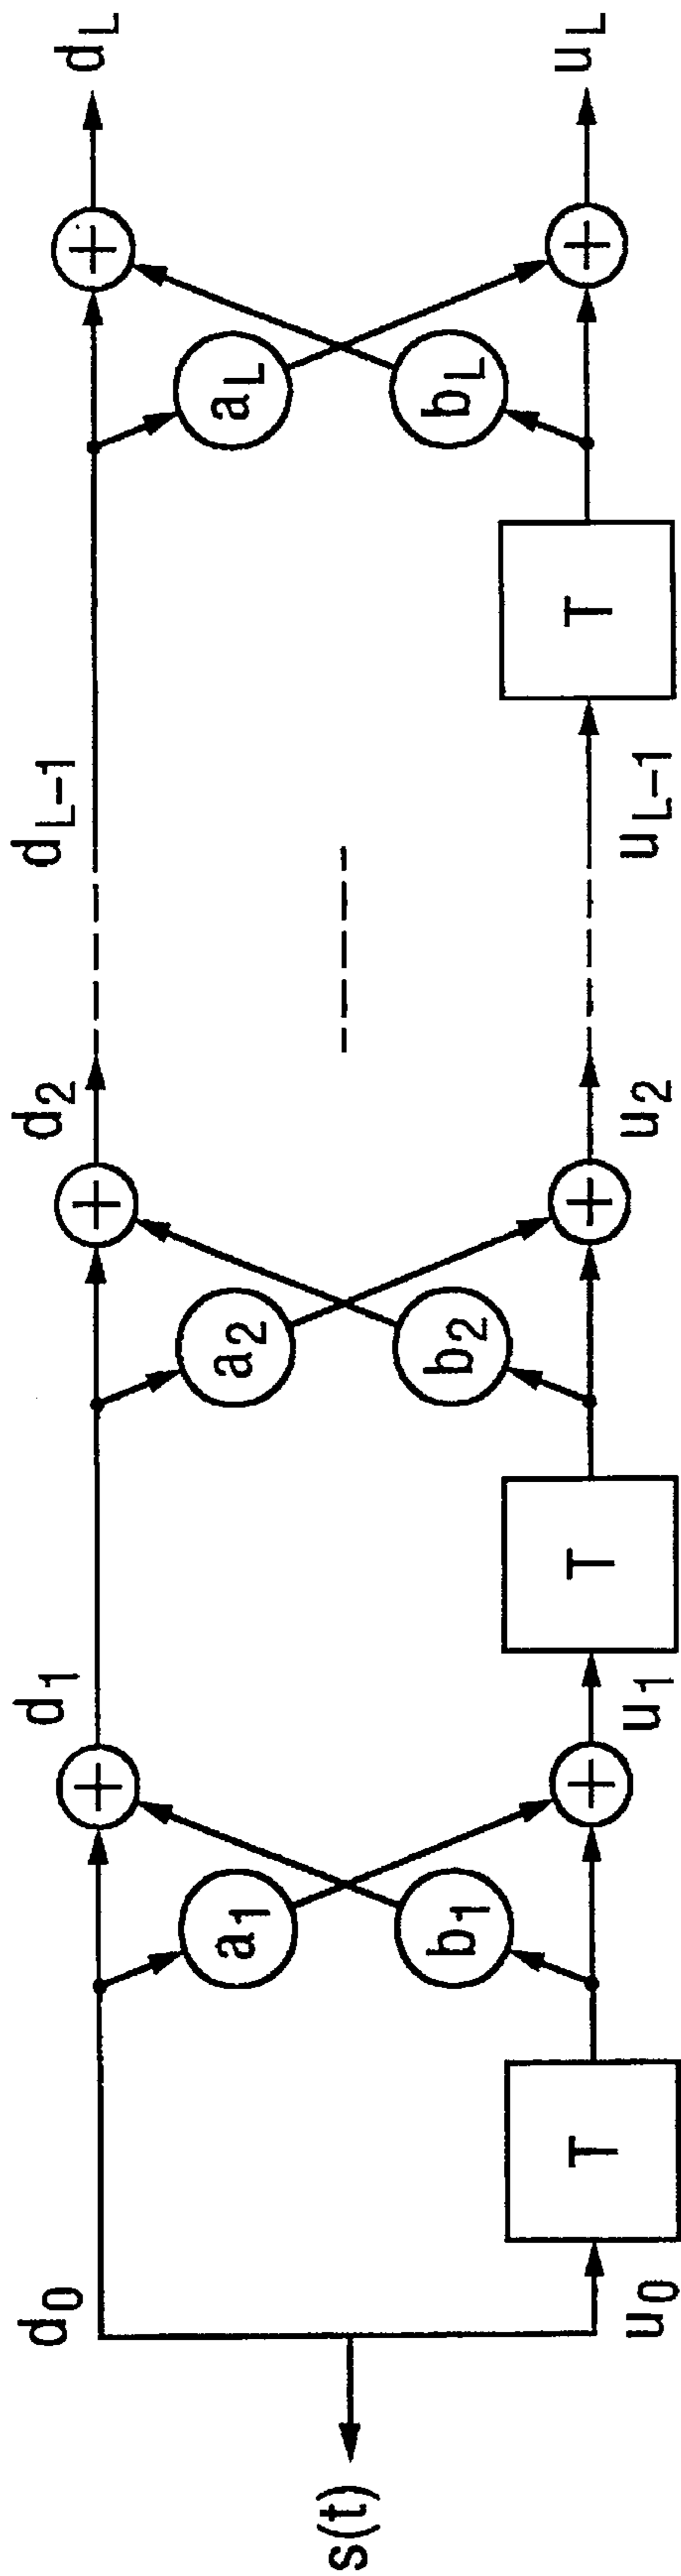 s(t)
d0 d1 d2 dL−1 dL
a1 a2 aL
+ + +
b1 b2 bL
+ + +
T T T
u0 u1 u2 uL−1 uL